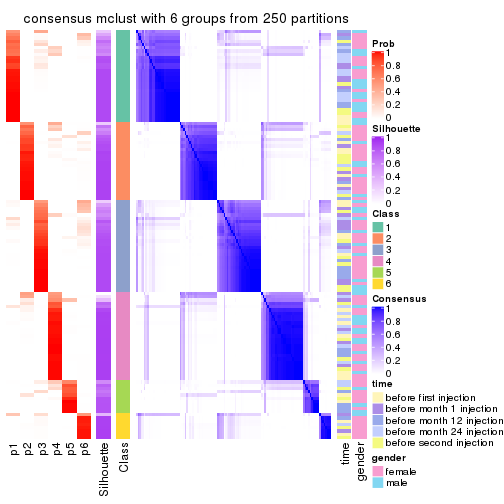 consensus mclust with 6 groups from 250 partitions
Prob
1
0.8
0.6
0.4
0.2
0
Silhouette
1
0.8
0.6
0.4
0.2
0
Class
1
2
3
4
5
6
Consensus
1
0.8
0.6
0.4
0.2
0
time
before first injection
before month 1 injection
before month 12 injection
before month 24 injection
before second injection
gender
female
male
p1
p2
p3
p4
p5
p6
Silhouette
Class
time
gender